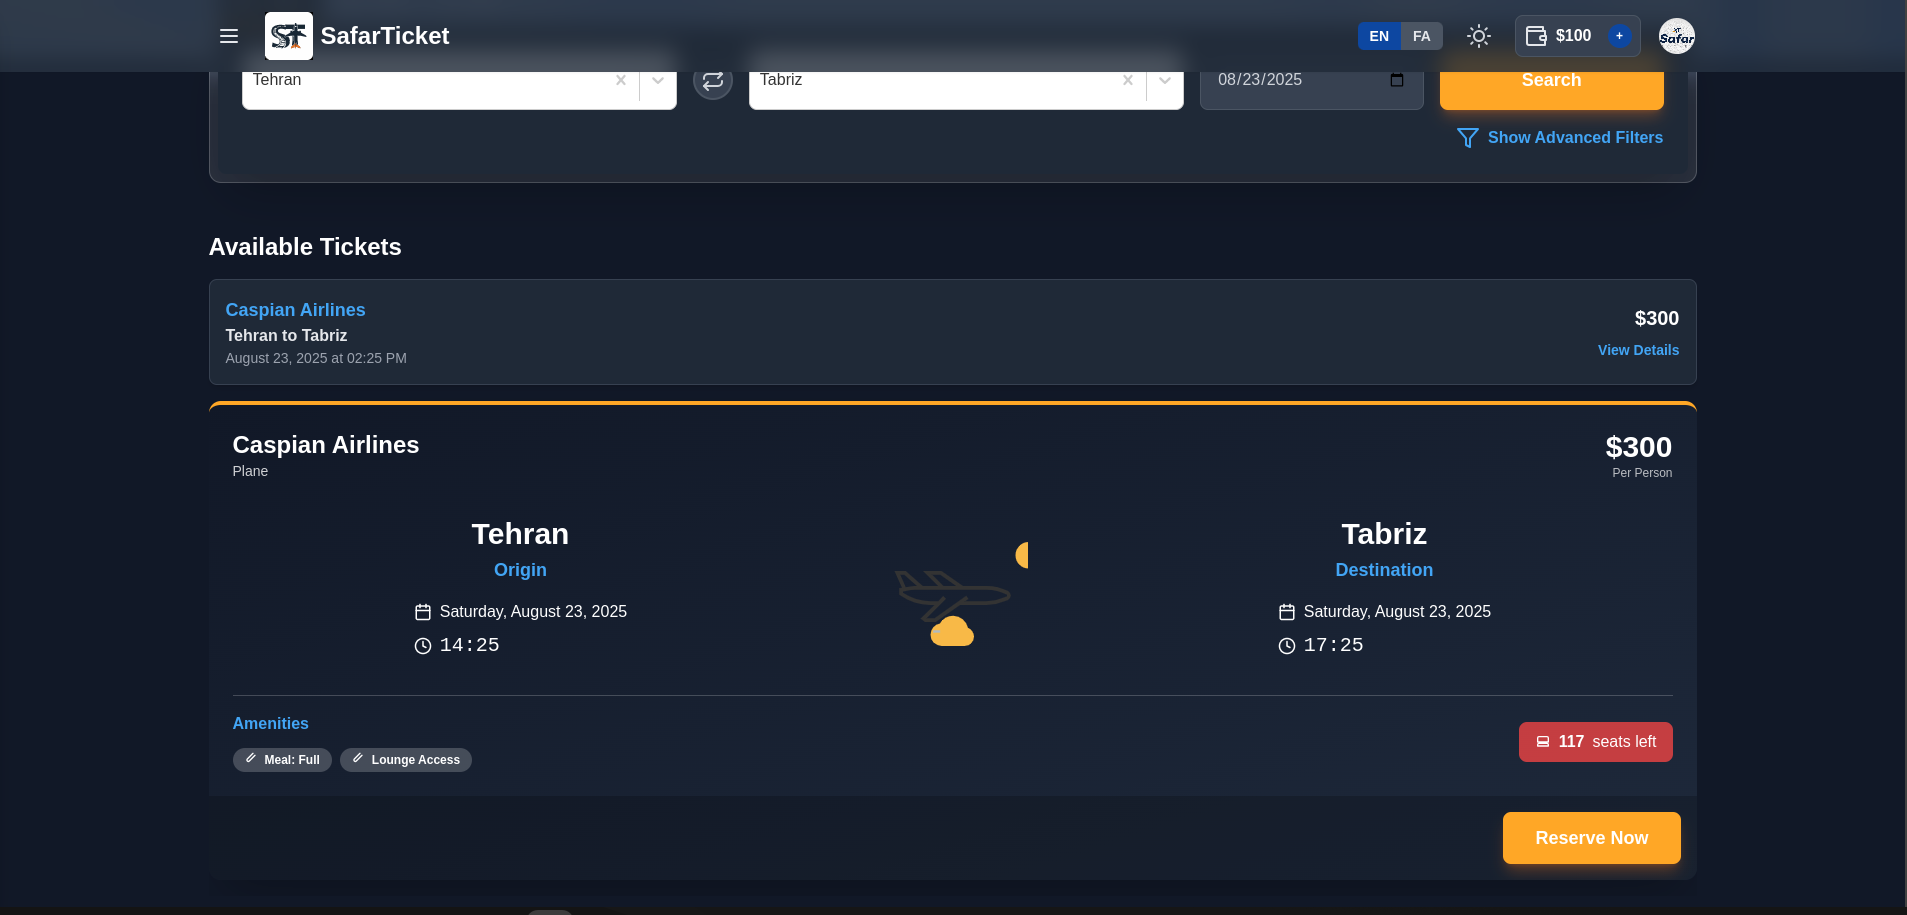 SafarTicket
EN FA
$100 +
Safar
Tehran
Tabriz
08/23/2025
Search
Show Advanced Filters
Available Tickets
Caspian Airlines
Tehran to Tabriz
August 23, 2025 at 02:25 PM
$300
View Details
Caspian Airlines
Plane
$300
Per Person
Tehran
Origin
Saturday, August 23, 2025
14:25
Tabriz
Destination
Saturday, August 23, 2025
17:25
Amenities
Meal: Full
Lounge Access
117 seats left
Reserve Now